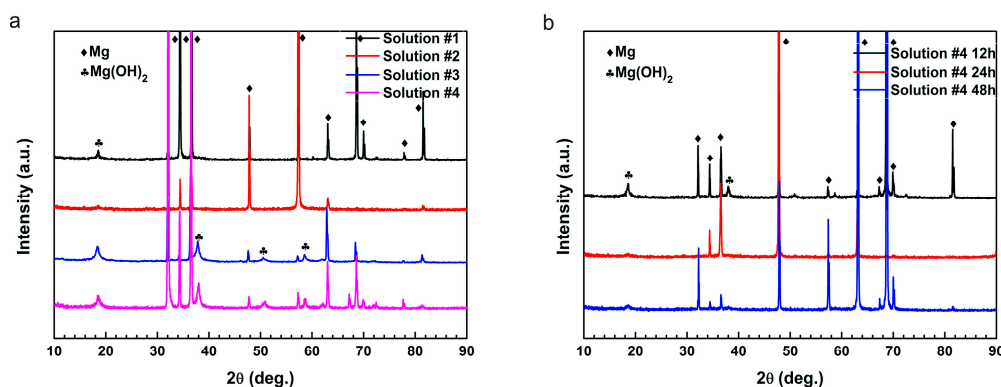 a
♦Mg
♣Mg(OH)₂
Solution #1
Solution #2
Solution #3
Solution #4
Intensity (a.u.)
10 20 30 40 50 60 70 80 90
2θ (deg.)
b
♦Mg
♣Mg(OH)₂
Solution #4 12h
Solution #4 24h
Solution #4 48h
Intensity (a.u.)
10 20 30 40 50 60 70 80 90
2θ (deg.)